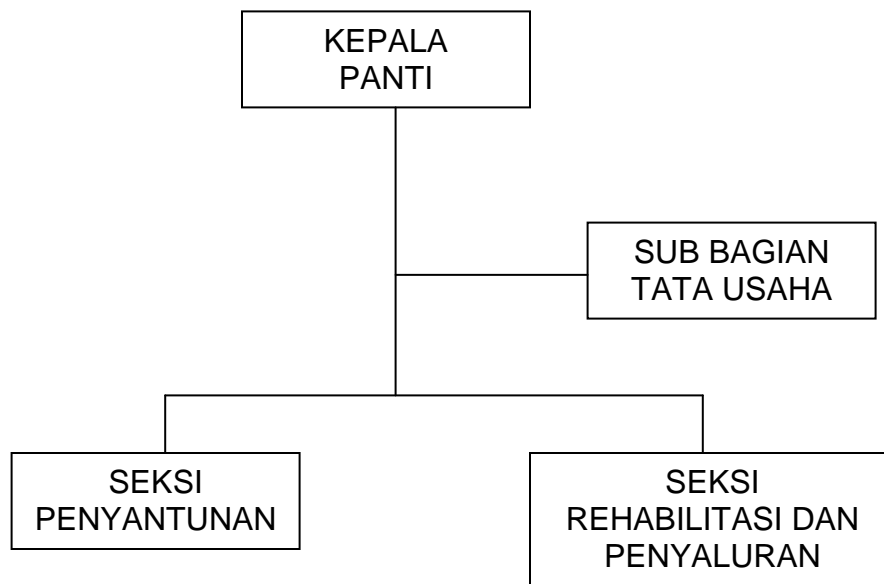 KEPALA
PANTI
SUB BAGIAN
TATA USAHA
SEKSI
PENYANTUNAN
SEKSI
REHABILITASI DAN
PENYALURAN